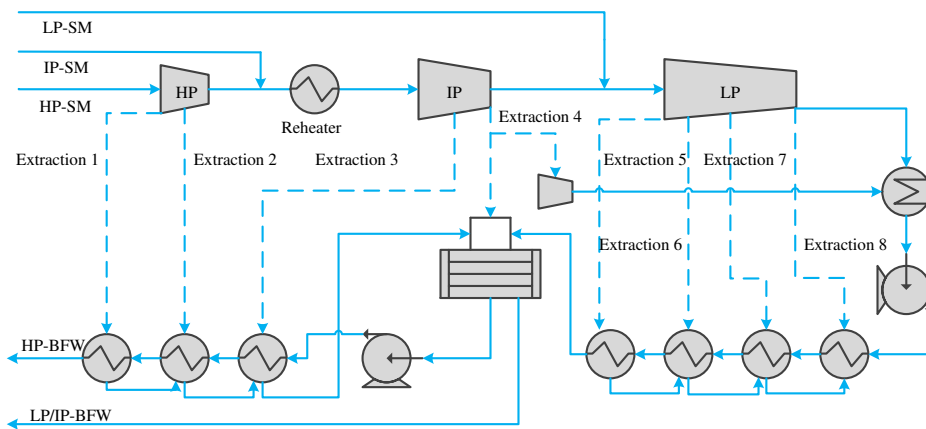 LP-SM
IP-SM
HP-SM
HP
Reheater
IP
LP
Extraction 4
Extraction 1
Extraction 2
Extraction 3
Extraction 5
Extraction 7
Extraction 6
Extraction 8
HP-BFW
LP/IP-BFW